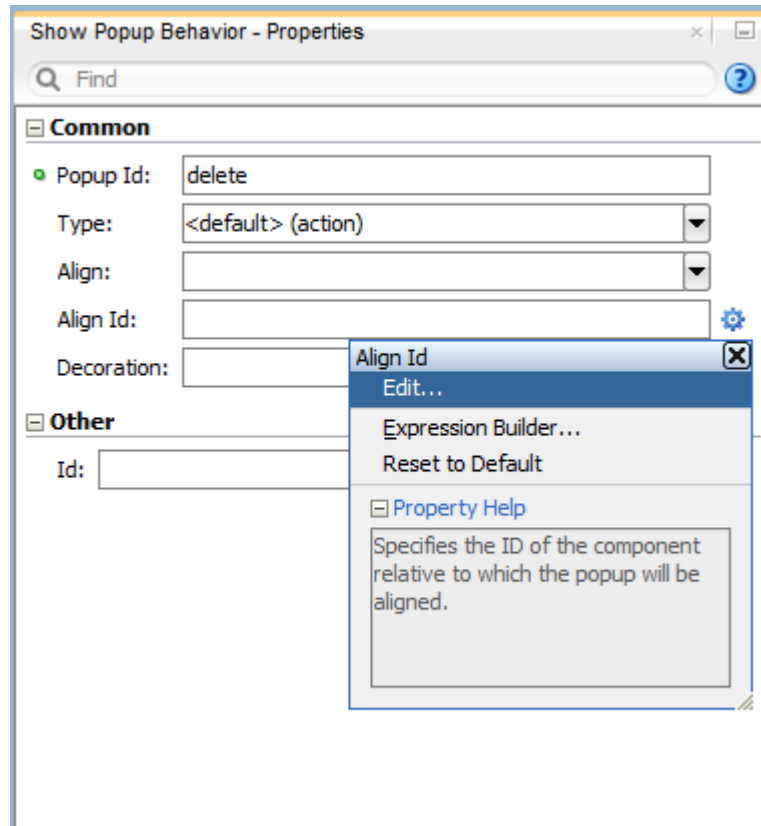 Show Popup Behavior - Properties
Find
?
Common
Popup Id: delete
Type: <default> (action)
Align:
Align Id:
Decoration:
Align Id
Edit...
Other
Expression Builder...
Id:
Reset to Default
Property Help
Specifies the ID of the component
relative to which the popup will be
aligned.